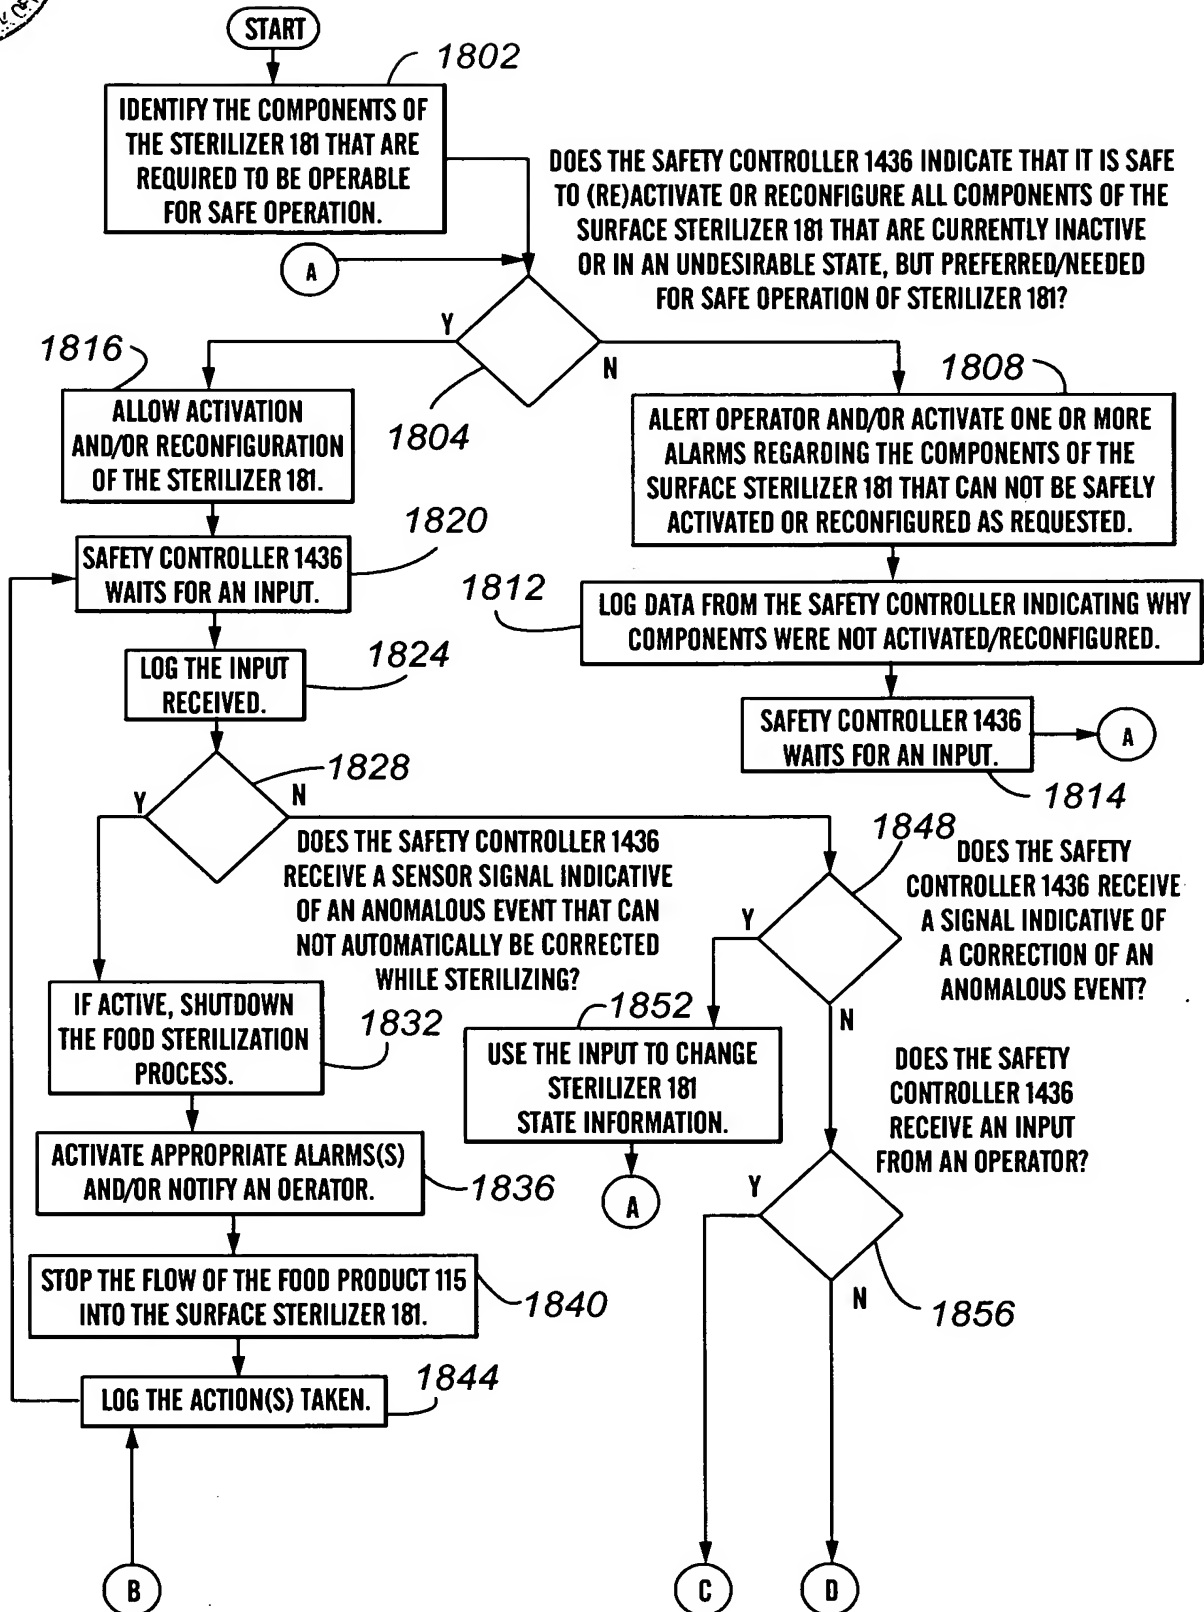 START
1802
IDENTIFY THE COMPONENTS OF
THE STERILIZER 181 THAT ARE
REQUIRED TO BE OPERABLE
FOR SAFE OPERATION.
DOES THE SAFETY CONTROLLER 1436 INDICATE THAT IT IS SAFE
TO (RE)ACTIVATE OR RECONFIGURE ALL COMPONENTS OF THE
SURFACE STERILIZER 181 THAT ARE CURRENTLY INACTIVE
OR IN AN UNDESIRABLE STATE, BUT PREFERRED/NEEDED
FOR SAFE OPERATION OF STERILIZER 181?
A
Y
N
1804
1816
ALLOW ACTIVATION
AND/OR RECONFIGURATION
OF THE STERILIZER 181.
1808
ALERT OPERATOR AND/OR ACTIVATE ONE OR MORE
ALARMS REGARDING THE COMPONENTS OF THE
SURFACE STERILIZER 181 THAT CAN NOT BE SAFELY
ACTIVATED OR RECONFIGURED AS REQUESTED.
1820
SAFETY CONTROLLER 1436
WAITS FOR AN INPUT.
1812
LOG DATA FROM THE SAFETY CONTROLLER INDICATING WHY
COMPONENTS WERE NOT ACTIVATED/RECONFIGURED.
1824
LOG THE INPUT
RECEIVED.
SAFETY CONTROLLER 1436
WAITS FOR AN INPUT.
A
1814
1828
Y
N
DOES THE SAFETY CONTROLLER 1436
RECEIVE A SENSOR SIGNAL INDICATIVE
OF AN ANOMALOUS EVENT THAT CAN
NOT AUTOMATICALLY BE CORRECTED
WHILE STERILIZING?
1848
DOES THE SAFETY
CONTROLLER 1436 RECEIVE
A SIGNAL INDICATIVE OF
A CORRECTION OF AN
ANOMALOUS EVENT?
Y
N
IF ACTIVE, SHUTDOWN
THE FOOD STERILIZATION
PROCESS.
1832
1852
USE THE INPUT TO CHANGE
STERILIZER 181
STATE INFORMATION.
A
DOES THE SAFETY
CONTROLLER 1436
RECEIVE AN INPUT
FROM AN OPERATOR?
ACTIVATE APPROPRIATE ALARMS(S)
AND/OR NOTIFY AN OERATOR.
1836
Y
N
1856
STOP THE FLOW OF THE FOOD PRODUCT 115
INTO THE SURFACE STERILIZER 181.
1840
LOG THE ACTION(S) TAKEN.
1844
B
C
D